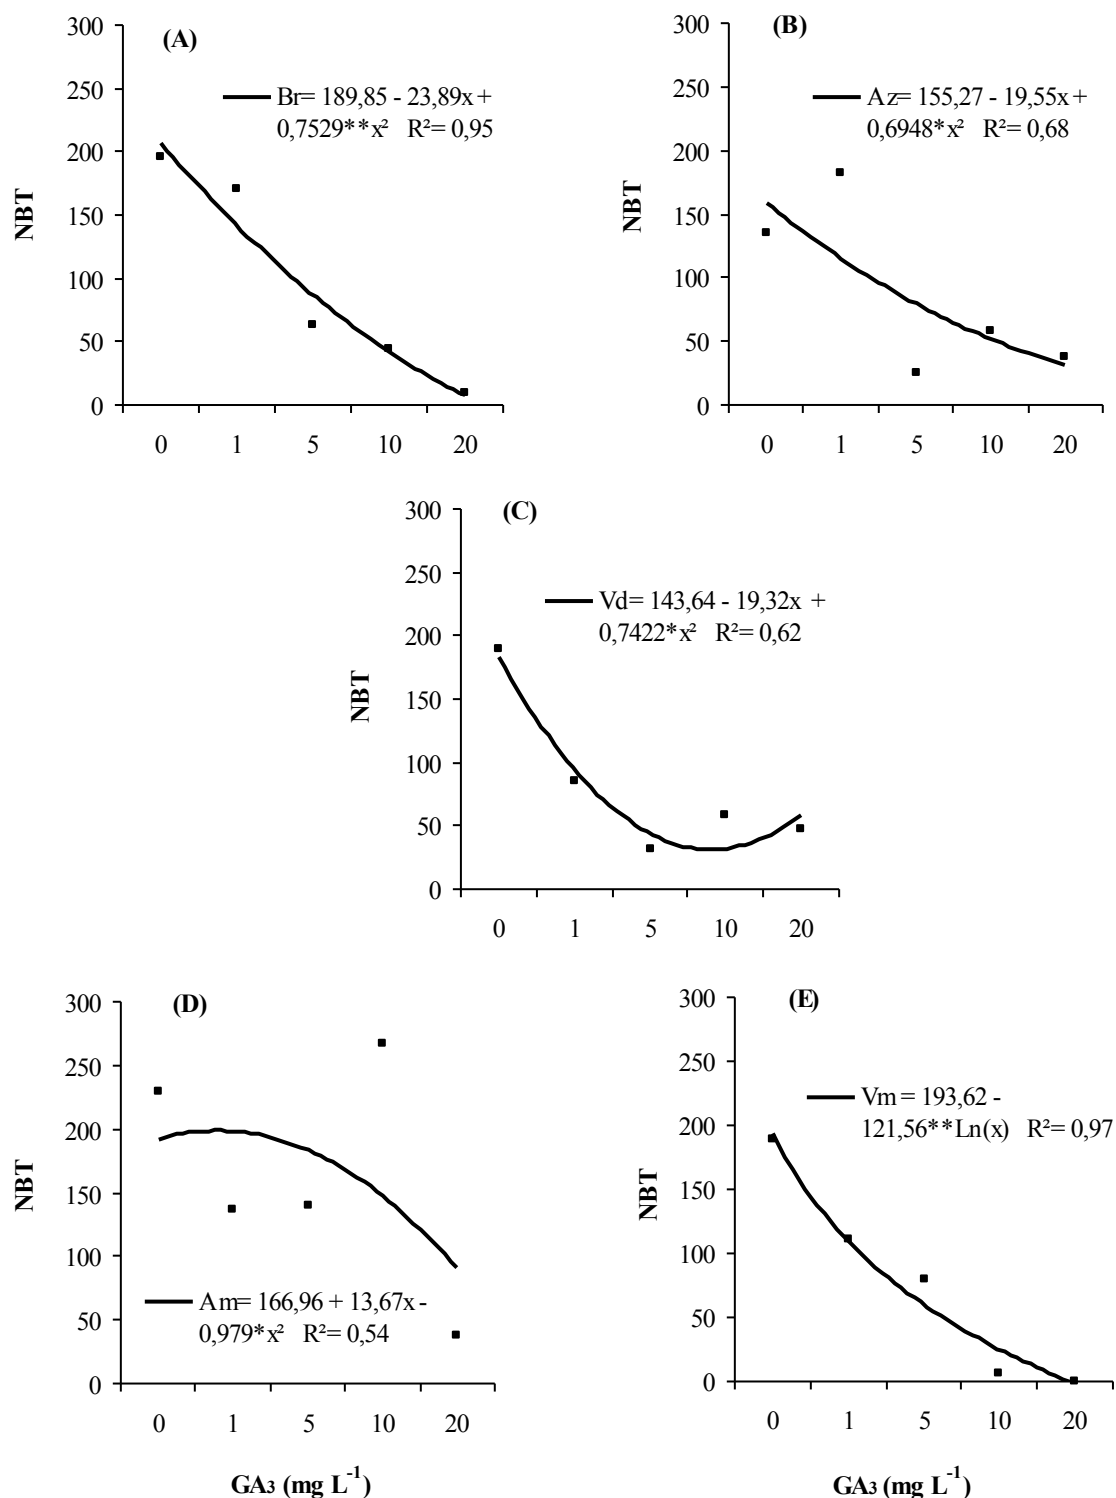 (A)
300
250
200
150
100
50
0
NBT
Br= 189,85 - 23,89x +
0,7529**x² R²= 0,95
0 1 5 10 20
(B)
300
250
200
150
100
50
0
NBT
Az= 155,27 - 19,55x +
0,6948*x² R²= 0,68
0 1 5 10 20
(C)
300
250
200
150
100
50
0
NBT
Vd= 143,64 - 19,32x +
0,7422*x² R²= 0,62
0 1 5 10 20
(D)
300
250
200
150
100
50
0
NBT
Am= 166,96 + 13,67x -
0,979*x² R²= 0,54
0 1 5 10 20
GA₃ (mg L⁻¹)
(E)
300
250
200
150
100
50
0
NBT
Vm = 193,62 -
121,56**Ln(x) R²= 0,97
0 1 5 10 20
GA₃ (mg L⁻¹)